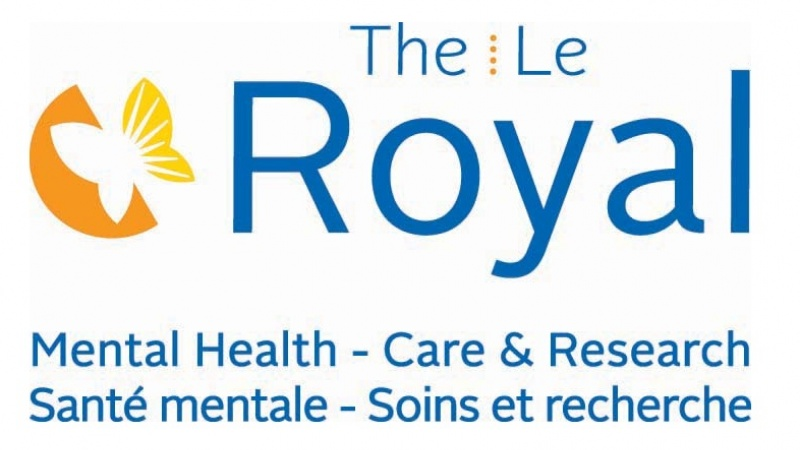 The Le
Royal
Mental Health - Care & Research
Santé mentale - Soins et recherche